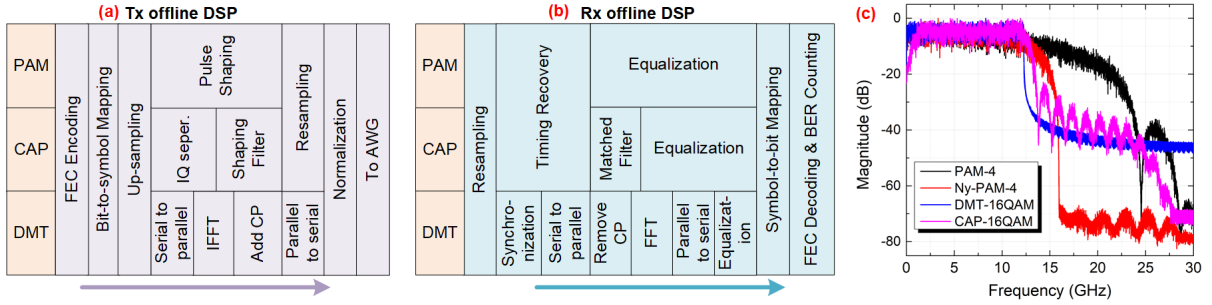 (a) Tx offline DSP
PAM
CAP
DMT
FEC Encoding
Bit-to-symbol Mapping
Up-sampling
Pulse
Shaping
IQ seper.
Shaping
Filter
Resampling
Serial to
parallel
IFFT
Add CP
Parallel
to serial
Normalization
To AWG
(b) Rx offline DSP
PAM
CAP
DMT
Resampling
Timing Recovery
Equalization
Matched
Filter
Equalization
Synchro-
nization
Serial to
parallel
Remove
CP
FFT
Parallel
to serial
Equalizat-
ion
Symbol-to-bit Mapping
FEC Decoding & BER Counting
(c)
Magnitude (dB)
0
-20
-40
-60
-80
PAM-4
Ny-PAM-4
DMT-16QAM
CAP-16QAM
0 5 10 15 20 25 30
Frequency (GHz)